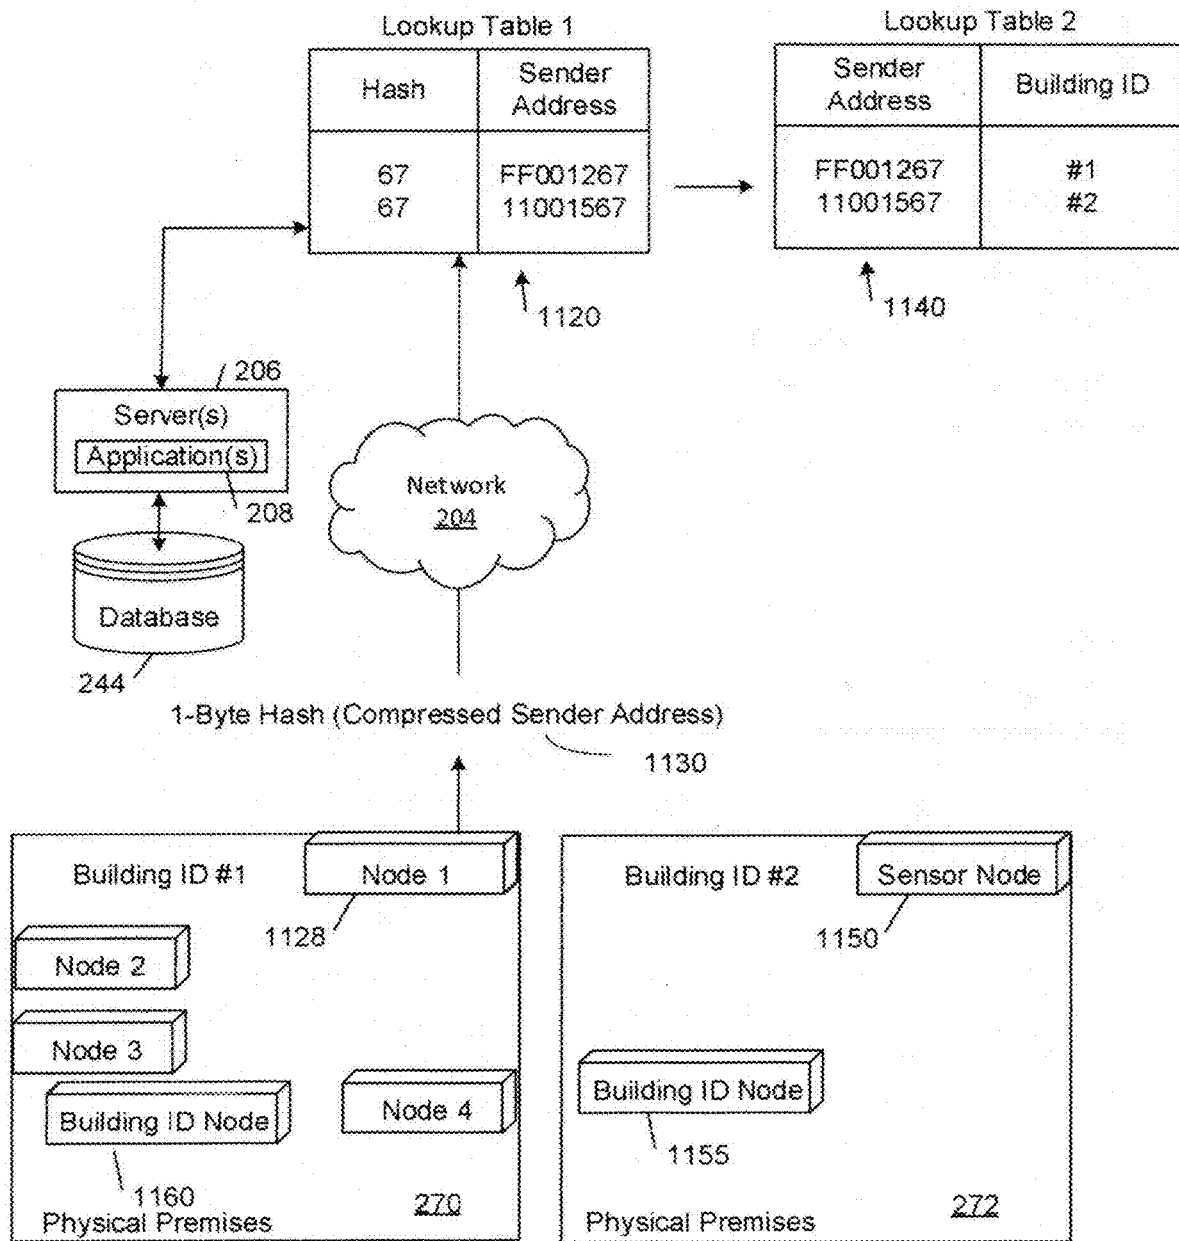 Lookup Table 1
Hash
Sender
Address
67
FF001267
67
11001567
1120
Lookup Table 2
Sender
Address
Building ID
FF001267
#1
11001567
#2
1140
206
Server(s)
Application(s)
208
Database
244
Network
204
1-Byte Hash (Compressed Sender Address)
1130
Building ID #1
Node 1
1128
Node 2
Node 3
Building ID Node
Node 4
1160
270
Physical Premises
Building ID #2
Sensor Node
1150
Building ID Node
1155
272
Physical Premises